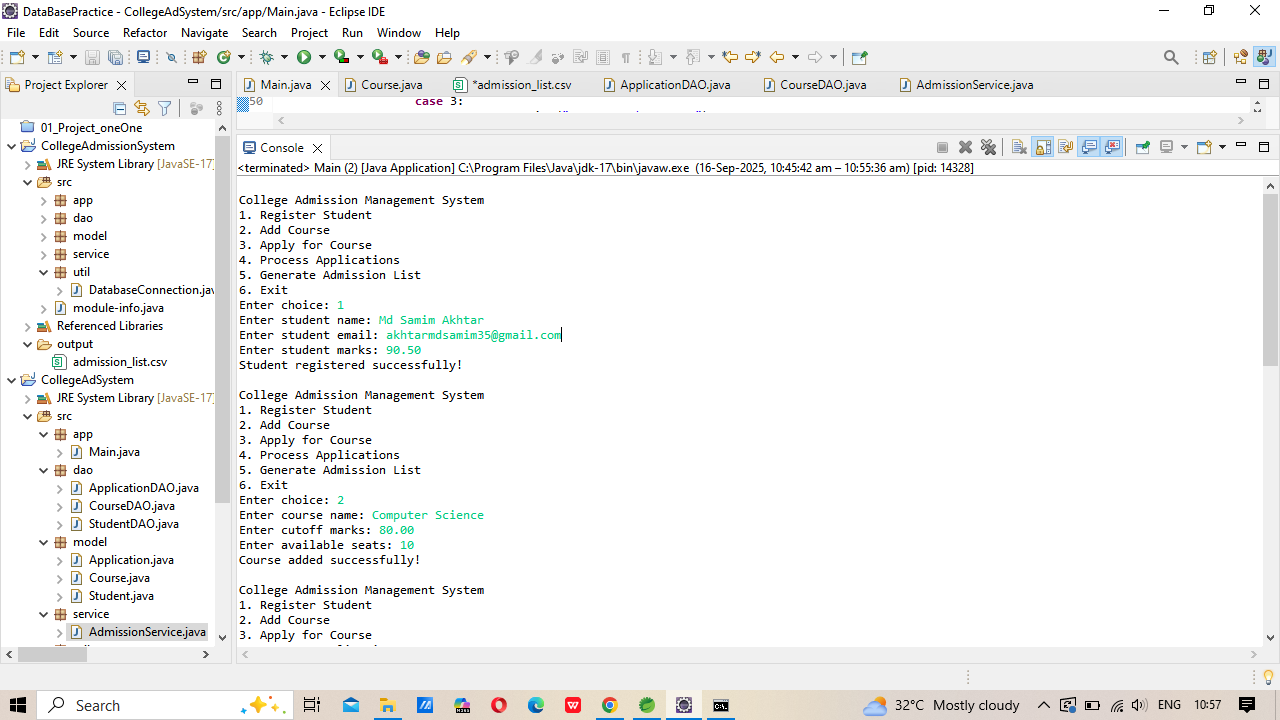 DataBasePractice - CollegeAdSystem/src/app/Main.java - Eclipse IDE
File Edit Source Refactor Navigate Search Project Run Window Help
Project Explorer
Main.java Course.java *admission_list.csv ApplicationDAO.java CourseDAO.java AdmissionService.java
50 case 3:
01_Project_oneOne
CollegeAdmissionSystem
JRE System Library [JavaSE-17]
src
app
dao
model
service
util
DatabaseConnection.jav
module-info.java
Referenced Libraries
output
admission_list.csv
CollegeAdSystem
JRE System Library [JavaSE-17]
src
app
Main.java
dao
ApplicationDAO.java
CourseDAO.java
StudentDAO.java
model
Application.java
Course.java
Student.java
service
AdmissionService.java
Console
<terminated> Main (2) [Java Application] C:\Program Files\Java\jdk-17\bin\javaw.exe (16-Sep-2025, 10:45:42 am – 10:55:36 am) [pid: 14328]
College Admission Management System
1. Register Student
2. Add Course
3. Apply for Course
4. Process Applications
5. Generate Admission List
6. Exit
Enter choice: 1
Enter student name: Md Samim Akhtar
Enter student email: akhtarmdsamim35@gmail.com
Enter student marks: 90.50
Student registered successfully!
College Admission Management System
1. Register Student
2. Add Course
3. Apply for Course
4. Process Applications
5. Generate Admission List
6. Exit
Enter choice: 2
Enter course name: Computer Science
Enter cutoff marks: 80.00
Enter available seats: 10
Course added successfully!
College Admission Management System
1. Register Student
2. Add Course
3. Apply for Course
Search
32°C Mostly cloudy
ENG
10:57